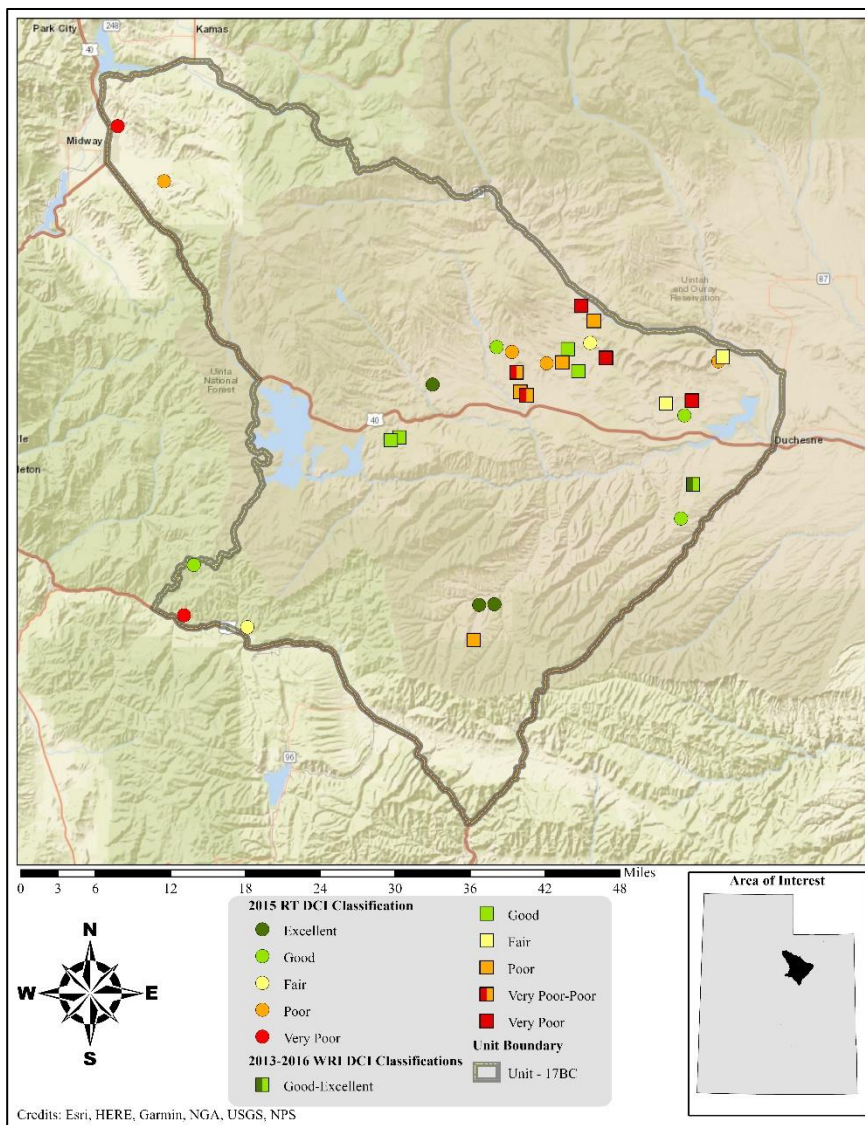 Park City
248
Kamas
40
Midway
87
Uintah
and Ouray
Reservation
Uinta
National
Forest
40
lle
Duchesne
leton
96
0 3 6 12 18 24 30 36 42 48 Miles
2015 RT DCI Classification
Excellent
Good
Fair
Poor
Very Poor
2013-2016 WRI DCI Classifications
Good-Excellent
Good
Fair
Poor
Very Poor-Poor
Very Poor
Unit Boundary
Unit - 17BC
Area of Interest
N
W E
S
Credits: Esri, HERE, Garmin, NGA, USGS, NPS